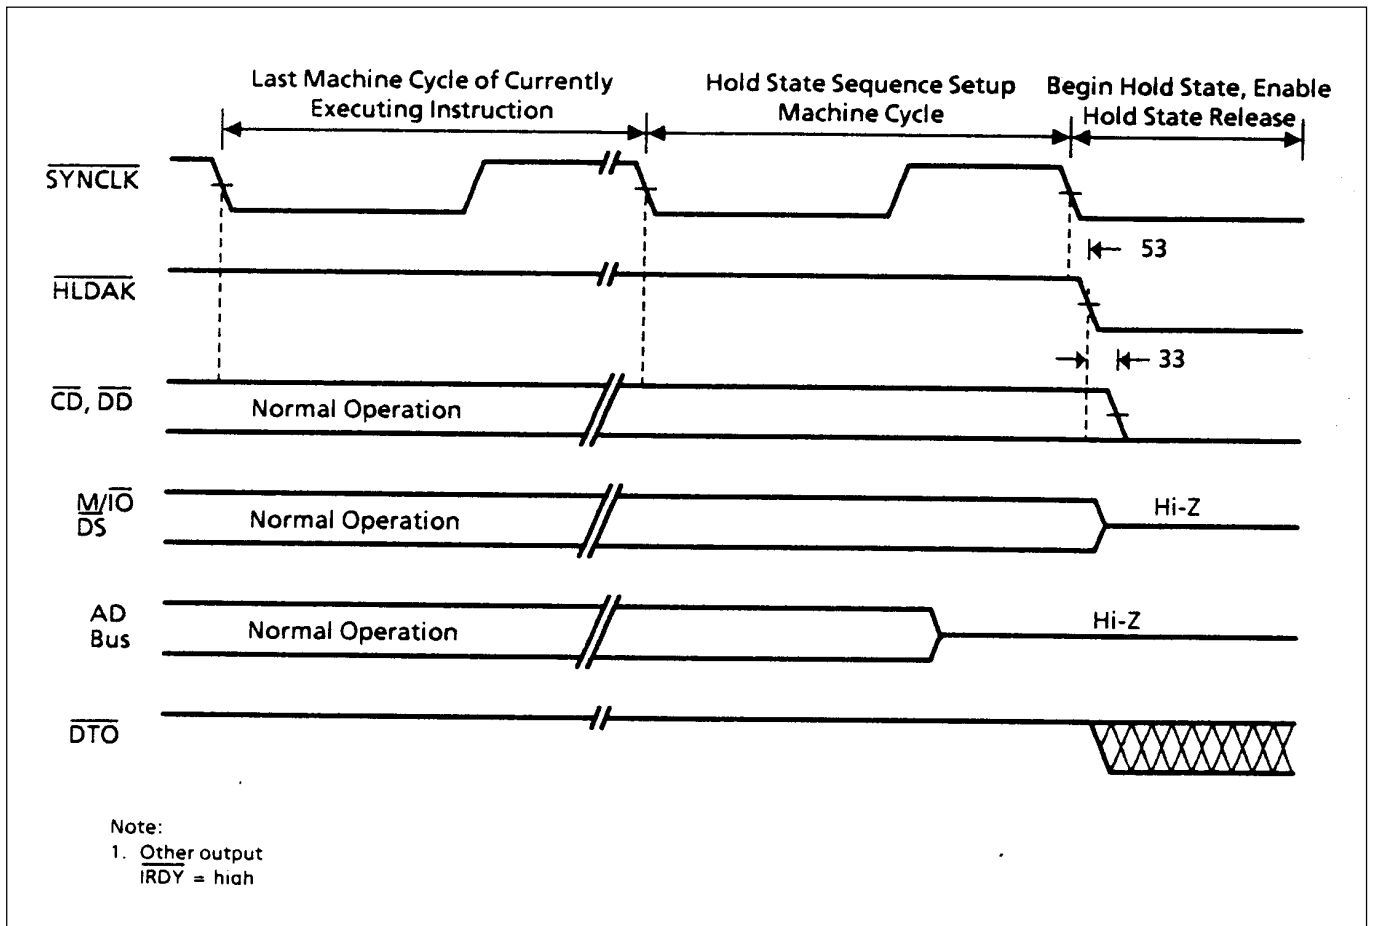 Last Machine Cycle of Currently
Executing Instruction
Hold State Sequence Setup
Machine Cycle
Begin Hold State, Enable
Hold State Release
SYNCLK
53
HLDAK
33
CD, DD
Normal Operation
M/IO
DS
Normal Operation
Hi-Z
AD
Bus
Normal Operation
Hi-Z
DTO
Note:
1. Other output
IRDY = high